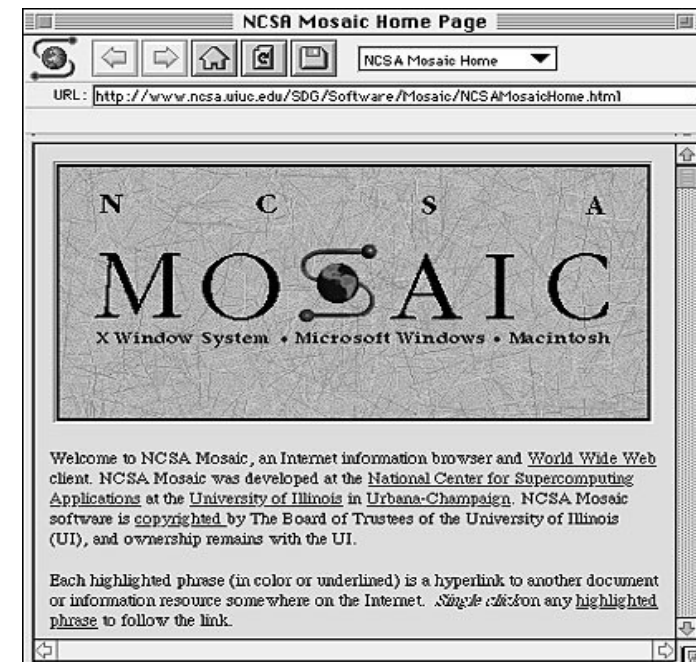 NCSA Mosaic Home Page
NCSA Mosaic Home
URL: http://www.ncsa.uiuc.edu/SDG/Software/Mosaic/NCSAMosaicHome.html
N C S A
MOSAIC
X Window System • Microsoft Windows • Macintosh
Welcome to NCSA Mosaic, an Internet information browser and World Wide Web
client. NCSA Mosaic was developed at the National Center for Supercomputing
Applications at the University of Illinois in Urbana-Champaign. NCSA Mosaic
software is copyrighted by The Board of Trustees of the University of Illinois
(UI), and ownership remains with the UI.
Each highlighted phrase (in color or underlined) is a hyperlink to another document
or information resource somewhere on the Internet. Single click on any highlighted
phrase to follow the link.